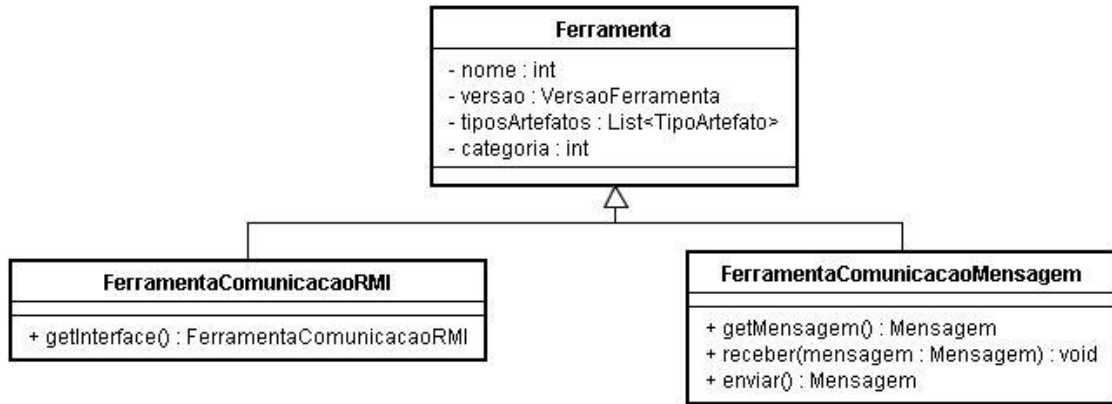 Ferramenta
- nome : int
- versao : VersaoFerramenta
- tiposArtefatos : List<TipoArtefato>
- categoria : int
FerramentaComunicacaoRMI
+ getInterface() : FerramentaComunicacaoRMI
FerramentaComunicacaoMensagem
+ getMensagem() : Mensagem
+ receber(mensagem : Mensagem) : void
+ enviar() : Mensagem